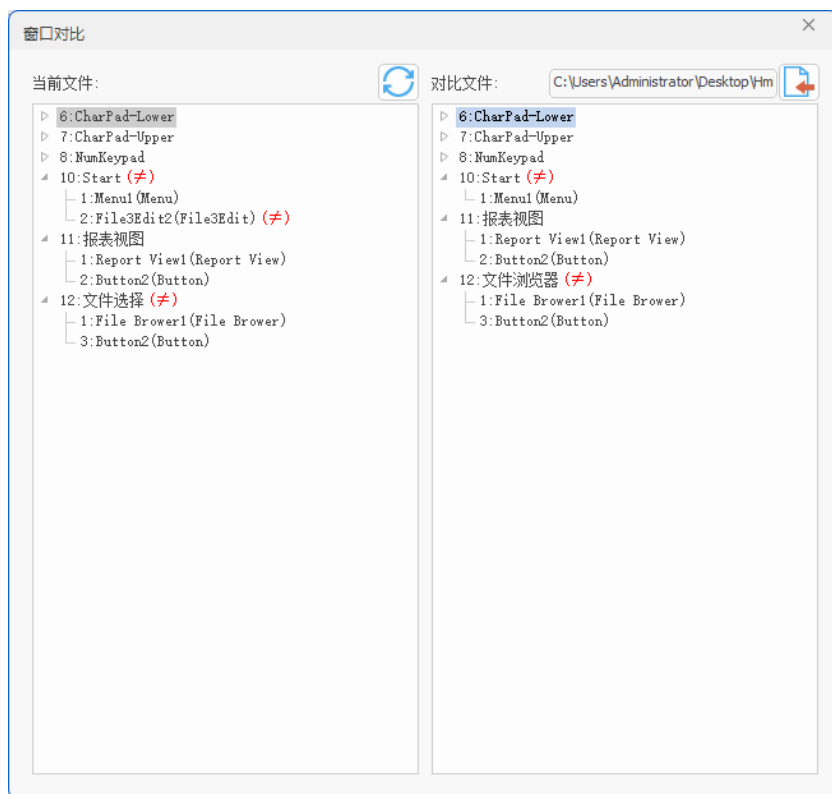 窗口对比
当前文件:
6:CharPad-Lower
7:CharPad-Upper
8:NumKeypad
10:Start(≠)
1:Menu1(Menu)
2:File3Edit2(File3Edit)(≠)
11:报表视图
1:Report View1(Report View)
2:Button2(Button)
12:文件选择(≠)
1:File Brower1(File Brower)
3:Button2(Button)
对比文件:
C:\Users\Administrator\Desktop\Hm
6:CharPad-Lower
7:CharPad-Upper
8:NumKeypad
10:Start(≠)
1:Menu1(Menu)
11:报表视图
1:Report View1(Report View)
2:Button2(Button)
12:文件浏览器(≠)
1:File Brower1(File Brower)
3:Button2(Button)